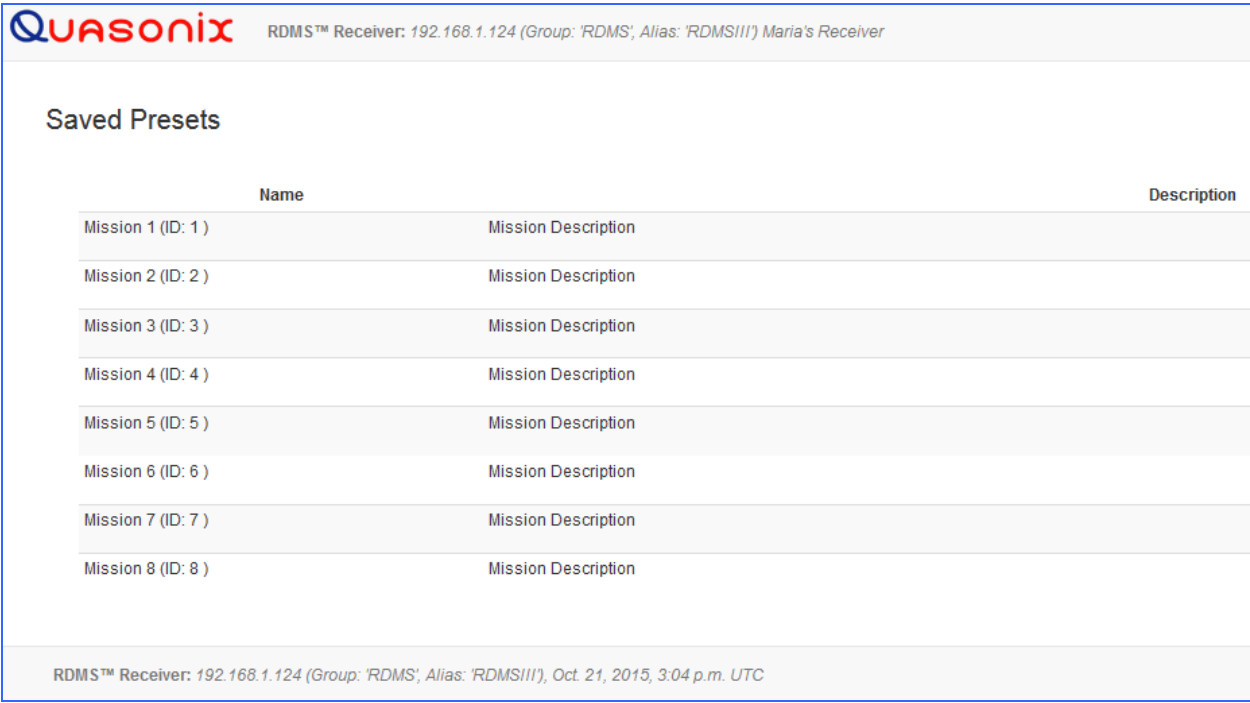 Quasonix RDMS™ Receiver: 192.168.1.124 (Group: 'RDMS', Alias: 'RDMSIII') Maria's Receiver
Saved Presets
Name Description
Mission 1 (ID: 1 ) Mission Description
Mission 2 (ID: 2 ) Mission Description
Mission 3 (ID: 3 ) Mission Description
Mission 4 (ID: 4 ) Mission Description
Mission 5 (ID: 5 ) Mission Description
Mission 6 (ID: 6 ) Mission Description
Mission 7 (ID: 7 ) Mission Description
Mission 8 (ID: 8 ) Mission Description
RDMS™ Receiver: 192.168.1.124 (Group: 'RDMS', Alias: 'RDMSIII'), Oct. 21, 2015, 3:04 p.m. UTC